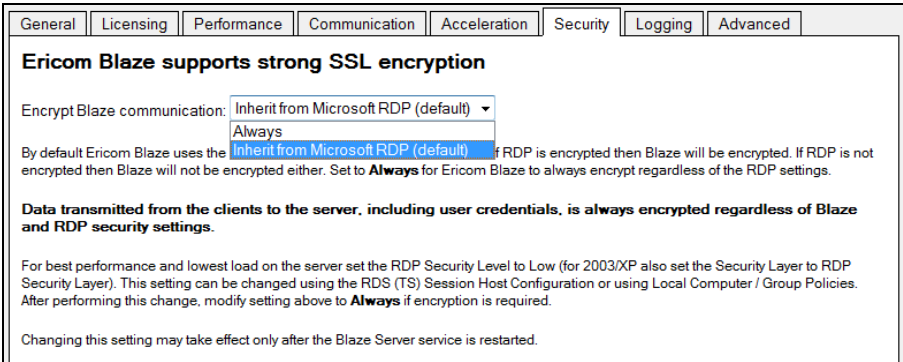 General Licensing Performance Communication Acceleration Security Logging Advanced
Ericom Blaze supports strong SSL encryption
Encrypt Blaze communication: Inherit from Microsoft RDP (default)
Always
Inherit from Microsoft RDP (default)
By default Ericom Blaze uses the f RDP is encrypted then Blaze will be encrypted. If RDP is not
encrypted then Blaze will not be encrypted either. Set to Always for Ericom Blaze to always encrypt regardless of the RDP settings.
Data transmitted from the clients to the server, including user credentials, is always encrypted regardless of Blaze
and RDP security settings.
For best performance and lowest load on the server set the RDP Security Level to Low (for 2003/XP also set the Security Layer to RDP
Security Layer). This setting can be changed using the RDS (TS) Session Host Configuration or using Local Computer / Group Policies.
After performing this change, modify setting above to Always if encryption is required.
Changing this setting may take effect only after the Blaze Server service is restarted.